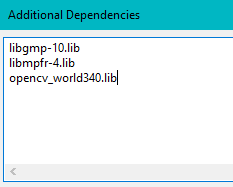 Additional Dependencies
libgmp-10.lib
libmpfr-4.lib
opencv_world340.lib